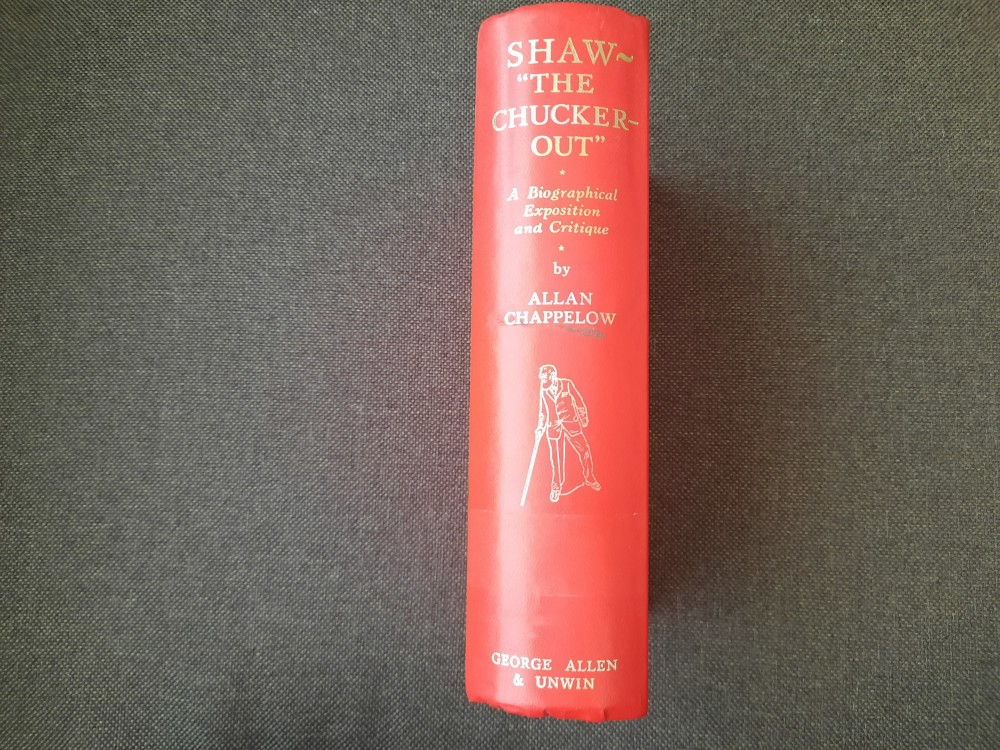 SHAW~
"THE
CHUCKER-
OUT"
A Biographical
Exposition
and Critique
by
ALLAN
CHAPPELOW
GEORGE ALLEN
& UNWIN